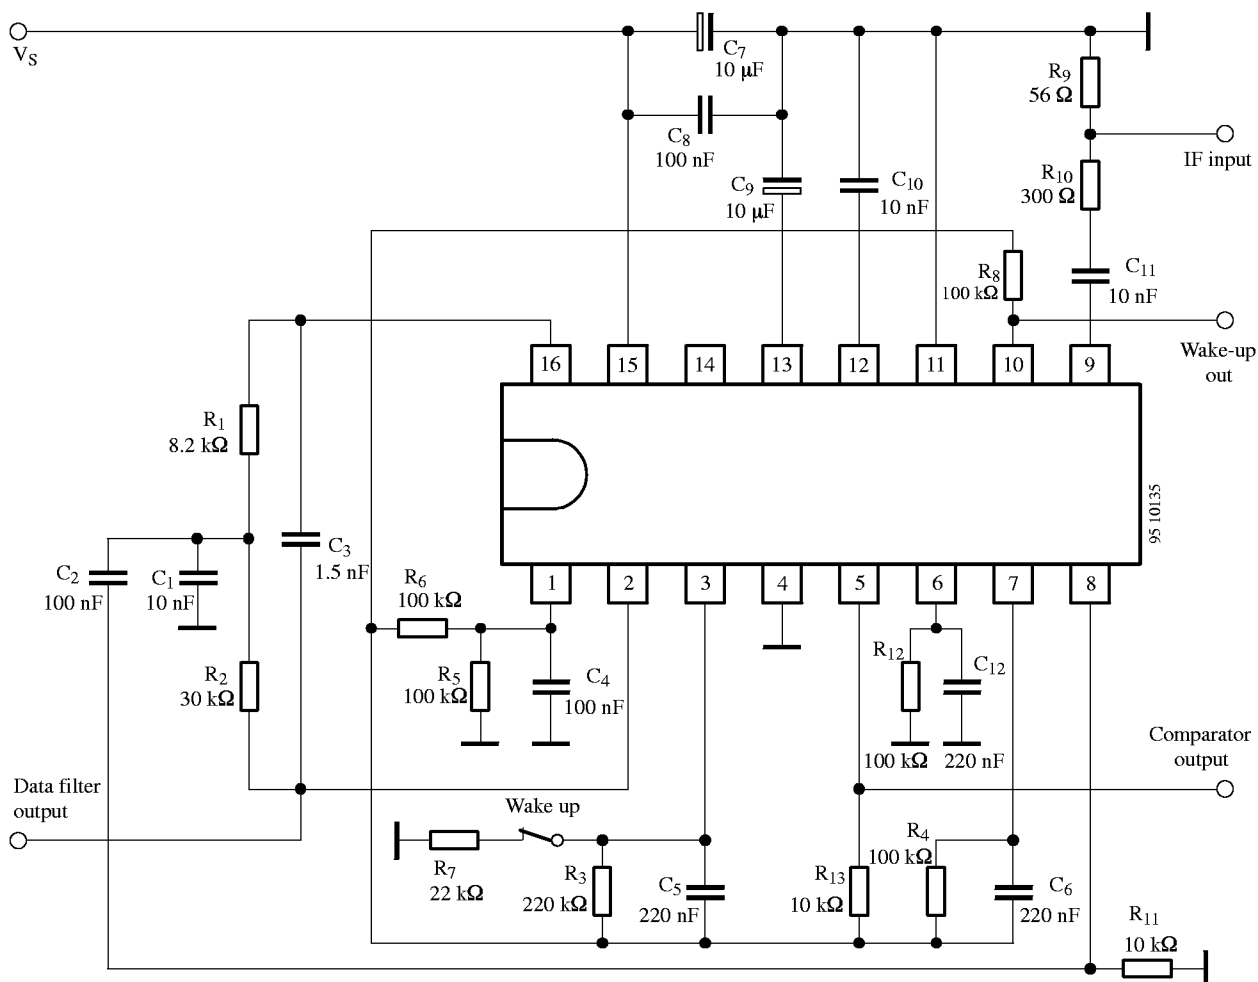 V_S
C7
10 µF
C8
100 nF
C9
10 µF
C10
10 nF
R9
56 Ω
IF input
R10
300 Ω
C11
10 nF
R8
100 kΩ
Wake-up
out
16 15 14 13 12 11 10 9
R1
8.2 kΩ
95 10135
C2
100 nF
C1
10 nF
C3
1.5 nF
R6
100 kΩ
1 2 3 4 5 6 7 8
R2
30 kΩ
R5
100 kΩ
C4
100 nF
R12
100 kΩ
C12
220 nF
Comparator
output
Data filter
output
Wake up
R7
22 kΩ
R3
220 kΩ
C5
220 nF
R13
10 kΩ
R4
100 kΩ
C6
220 nF
R11
10 kΩ